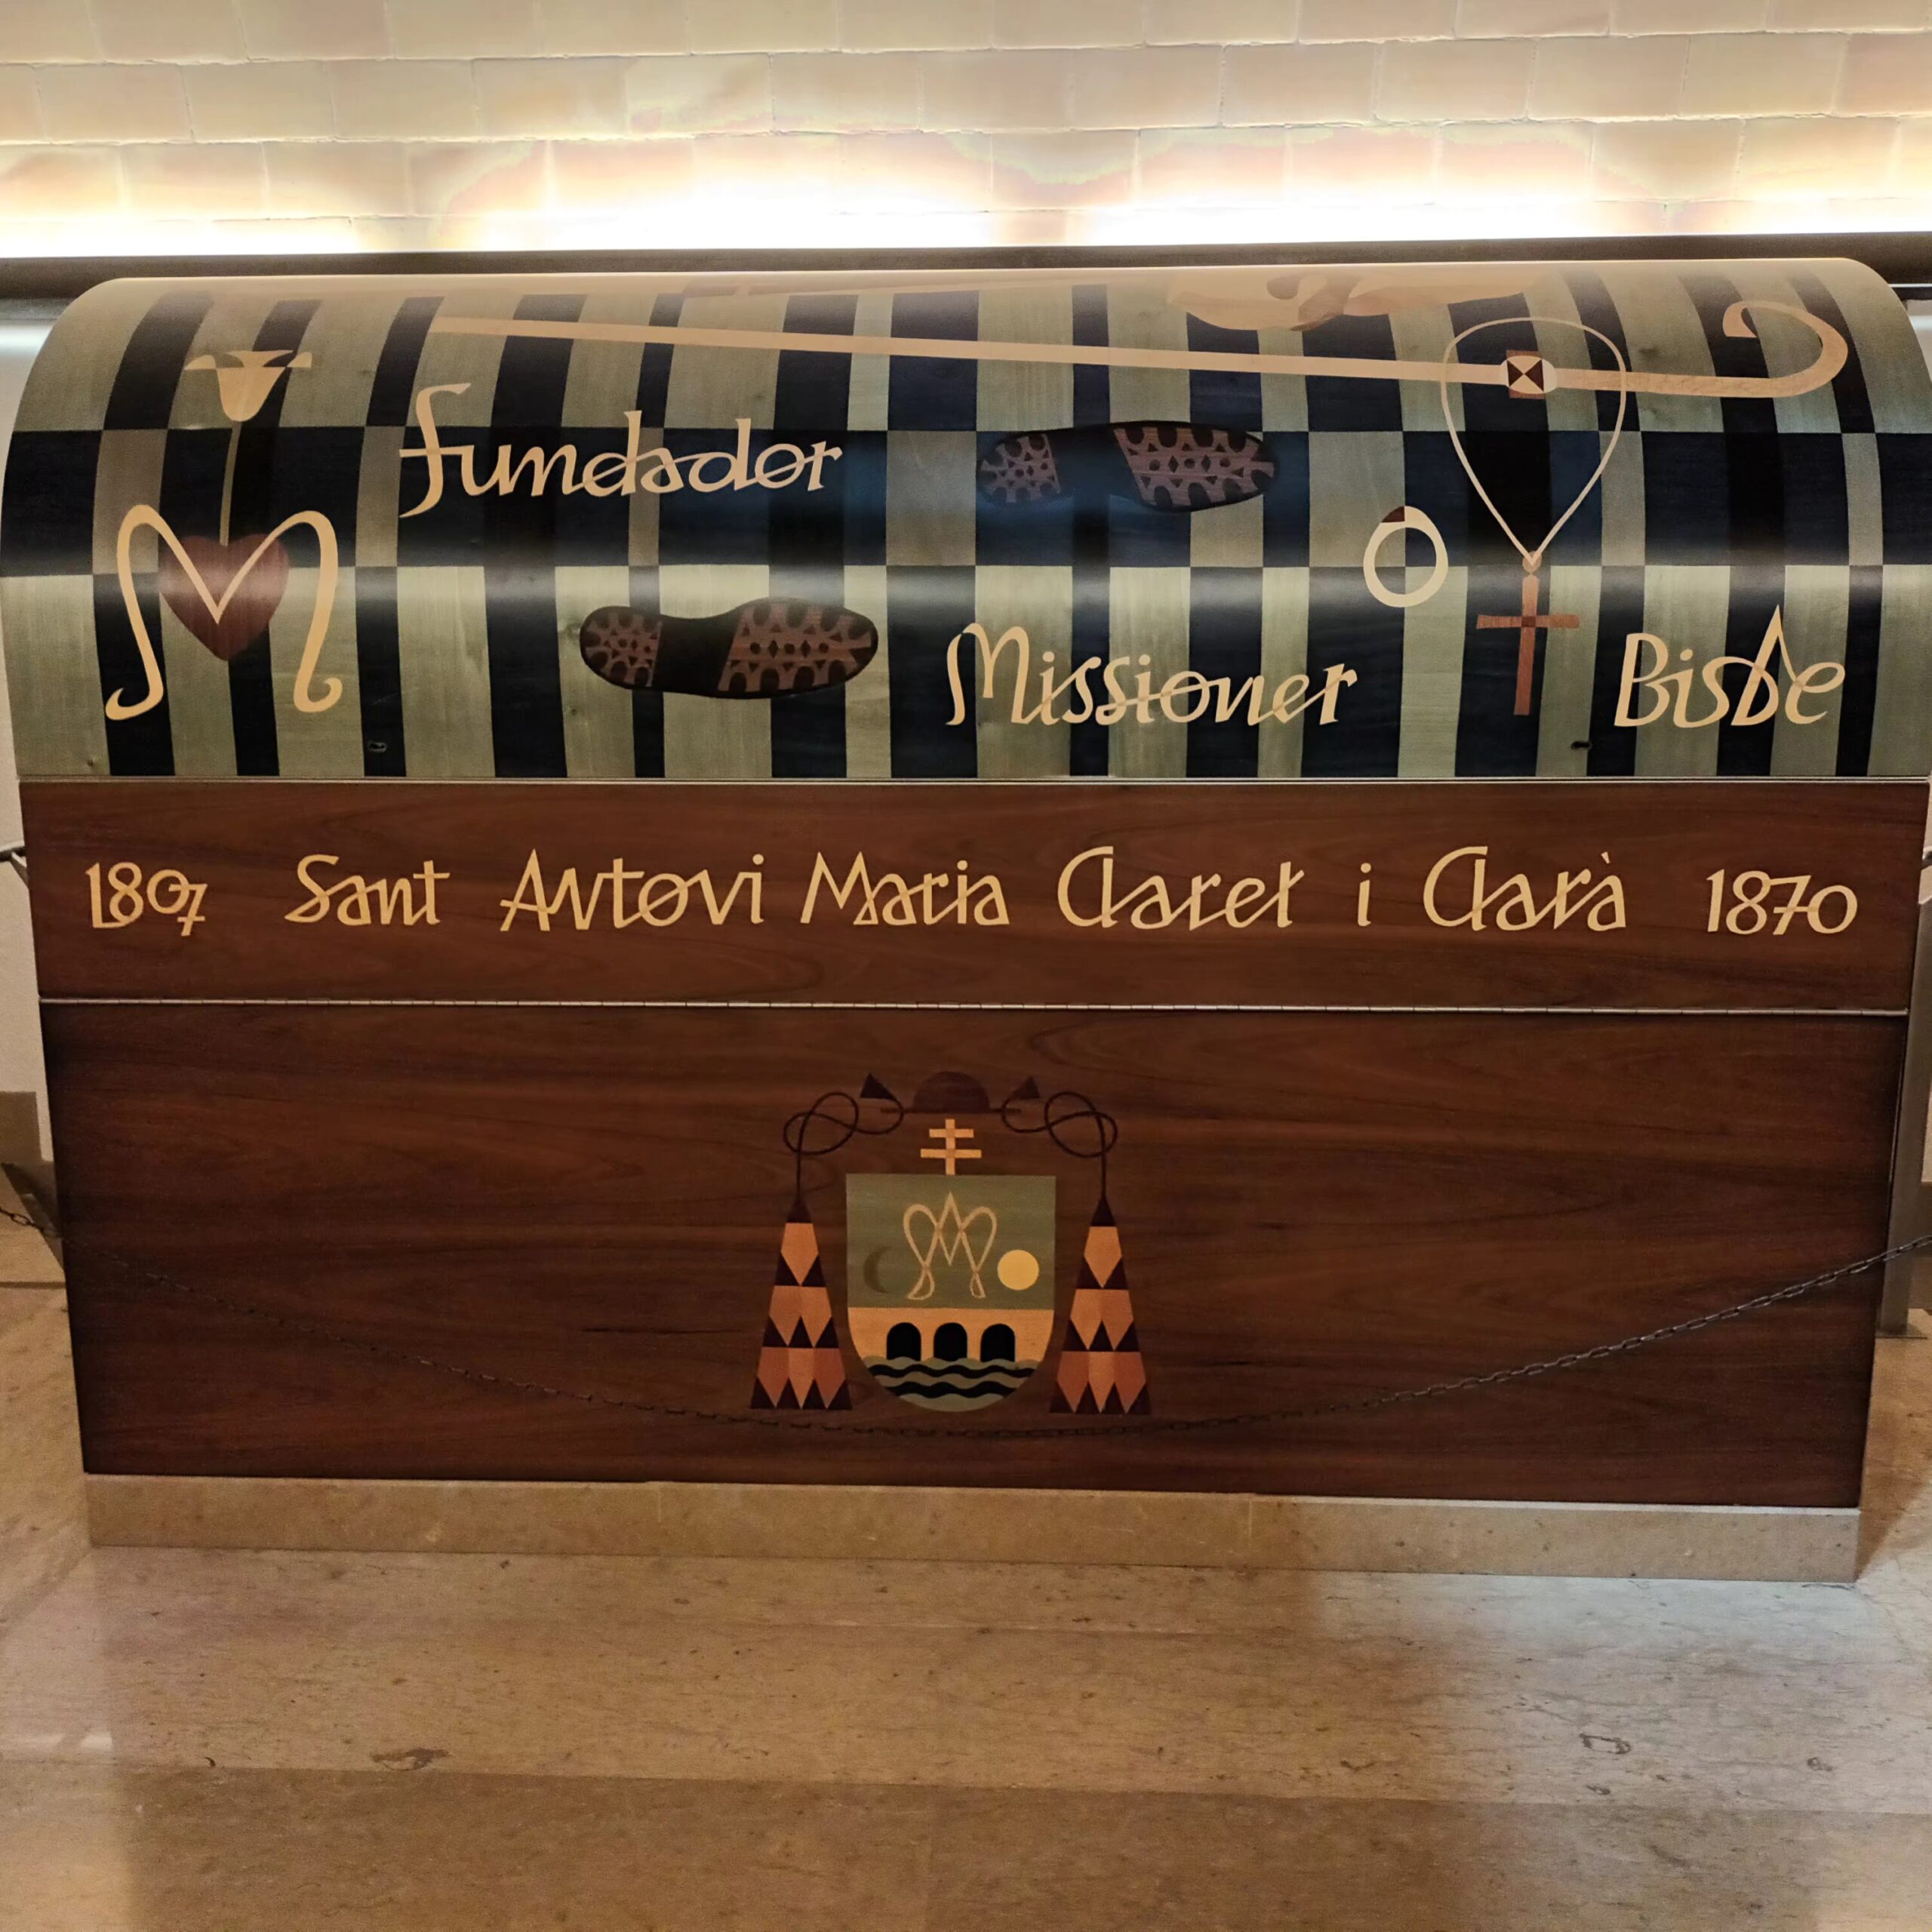 Fundador
Missioner
Bisbe
1807 Sant Antoni Maria Claret i Clarà 1870